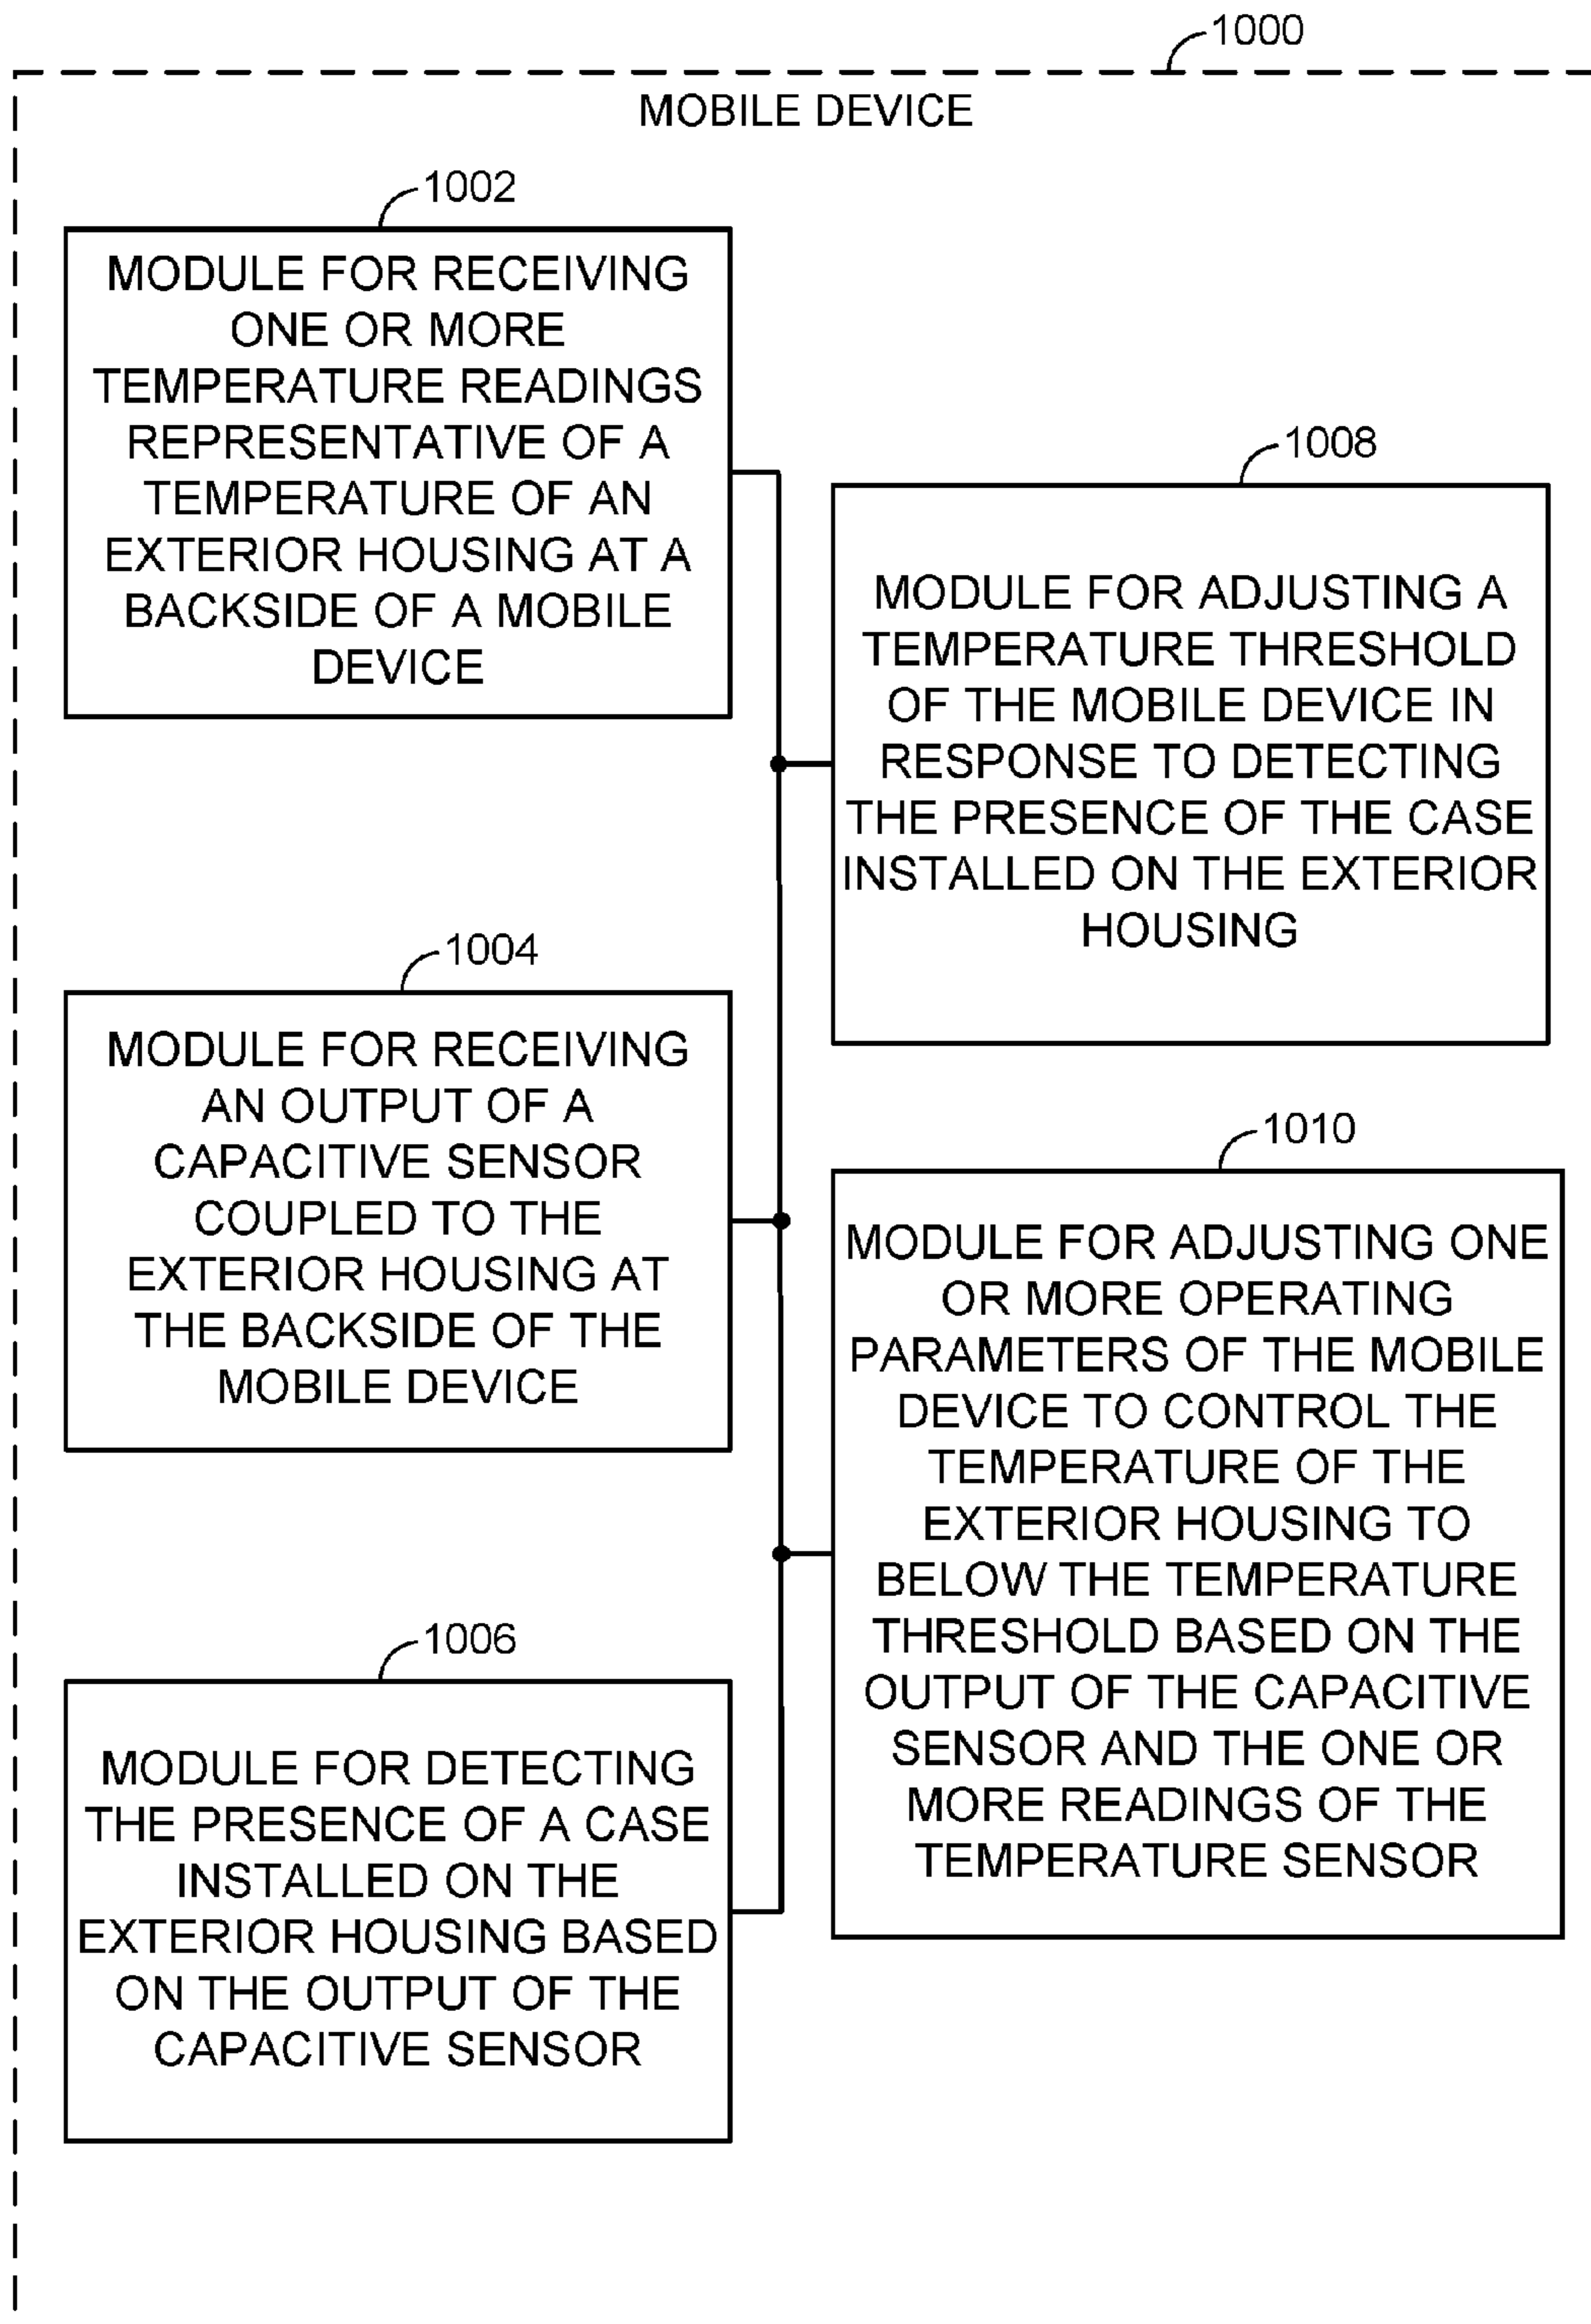 1000
MOBILE DEVICE
1002
MODULE FOR RECEIVING
ONE OR MORE
TEMPERATURE READINGS
REPRESENTATIVE OF A
TEMPERATURE OF AN
EXTERIOR HOUSING AT A
BACKSIDE OF A MOBILE
DEVICE
1004
MODULE FOR RECEIVING
AN OUTPUT OF A
CAPACITIVE SENSOR
COUPLED TO THE
EXTERIOR HOUSING AT
THE BACKSIDE OF THE
MOBILE DEVICE
1006
MODULE FOR DETECTING
THE PRESENCE OF A CASE
INSTALLED ON THE
EXTERIOR HOUSING BASED
ON THE OUTPUT OF THE
CAPACITIVE SENSOR
1008
MODULE FOR ADJUSTING A
TEMPERATURE THRESHOLD
OF THE MOBILE DEVICE IN
RESPONSE TO DETECTING
THE PRESENCE OF THE CASE
INSTALLED ON THE EXTERIOR
HOUSING
1010
MODULE FOR ADJUSTING ONE
OR MORE OPERATING
PARAMETERS OF THE MOBILE
DEVICE TO CONTROL THE
TEMPERATURE OF THE
EXTERIOR HOUSING TO
BELOW THE TEMPERATURE
THRESHOLD BASED ON THE
OUTPUT OF THE CAPACITIVE
SENSOR AND THE ONE OR
MORE READINGS OF THE
TEMPERATURE SENSOR